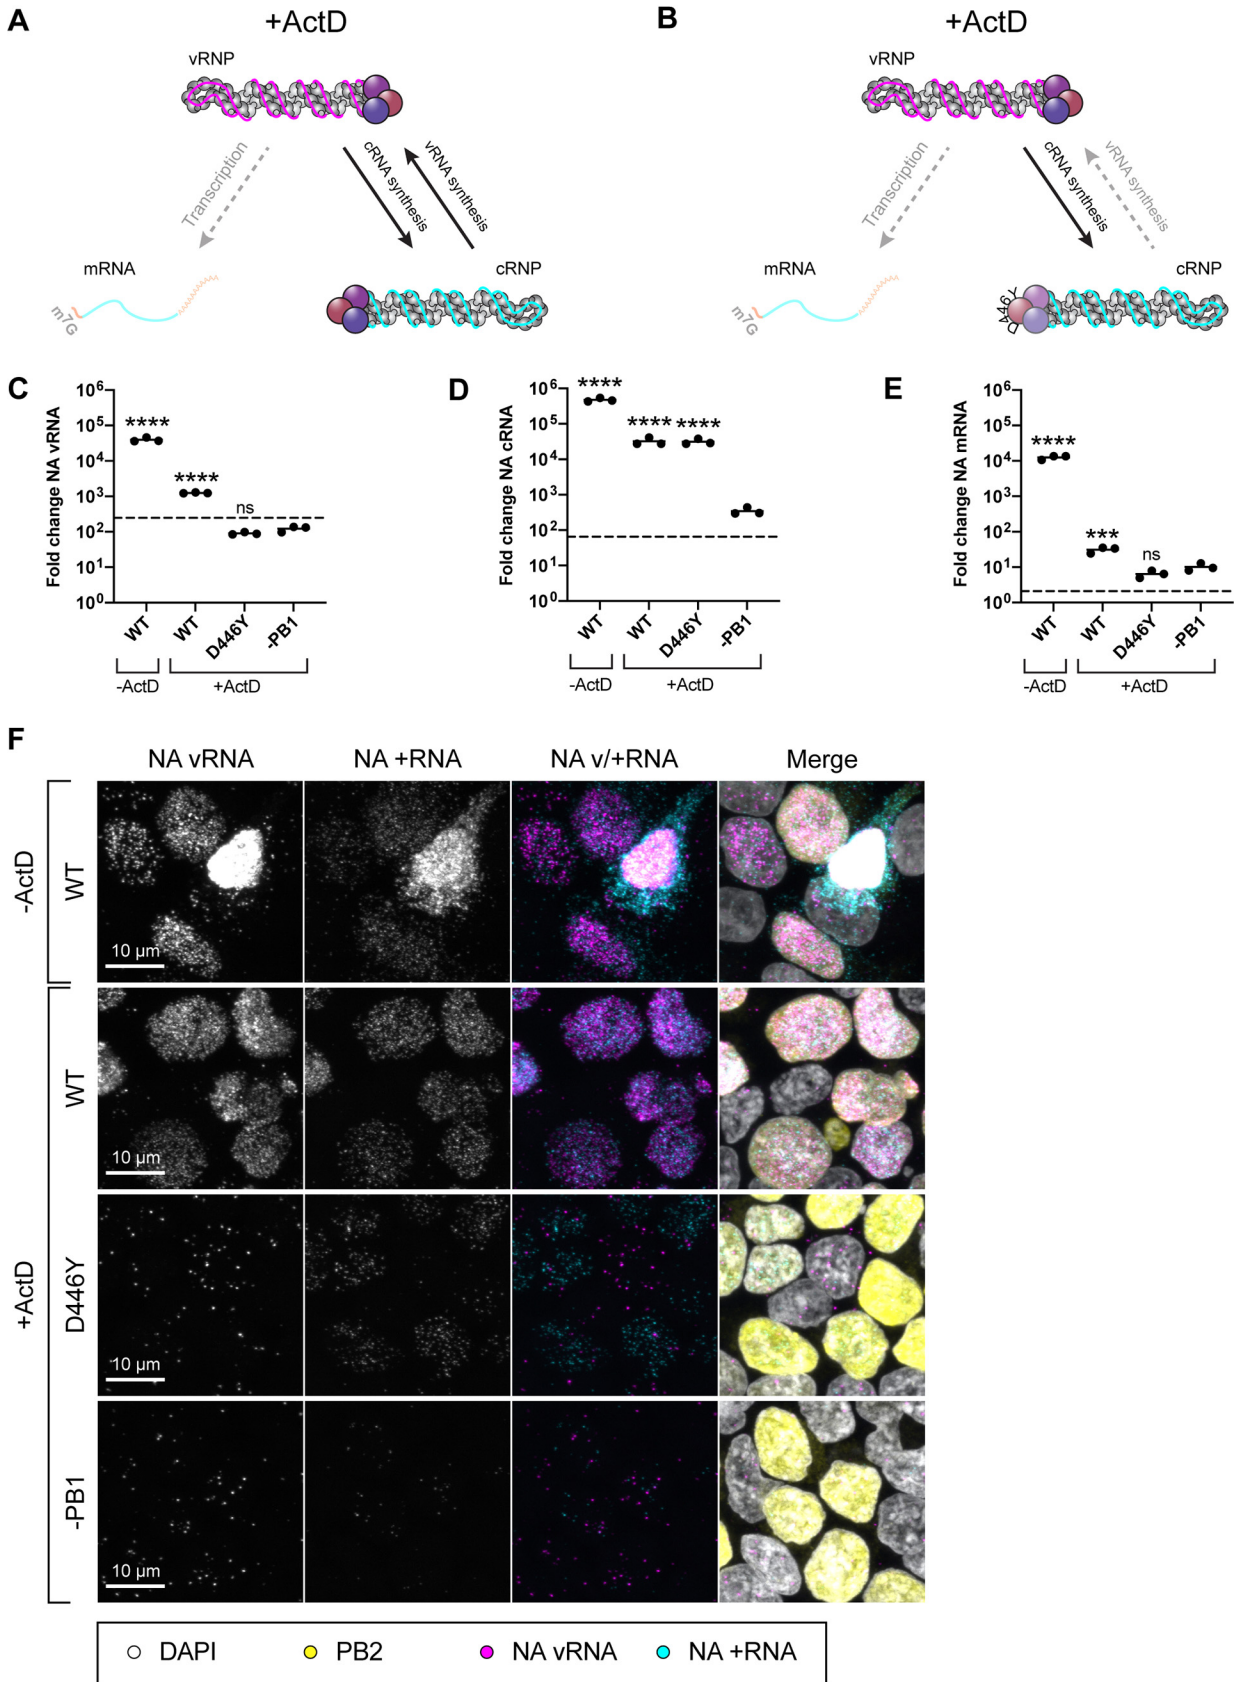 A
+ActD
vRNP
Transcription
cRNA synthesis
vRNA synthesis
mRNA
m7G
cRNP
B
+ActD
vRNP
Transcription
cRNA synthesis
vRNA synthesis
mRNA
m7G
cRNP
D446Y
C
Fold change NA vRNA
10⁶
10⁵
10⁴
10³
10²
10¹
10⁰
****
****
ns
WT
WT
D446Y
-PB1
-ActD
+ActD
D
Fold change NA cRNA
10⁶
10⁵
10⁴
10³
10²
10¹
10⁰
****
****
****
WT
WT
D446Y
-PB1
-ActD
+ActD
E
Fold change NA mRNA
10⁶
10⁵
10⁴
10³
10²
10¹
10⁰
****
***
ns
WT
WT
D446Y
-PB1
-ActD
+ActD
F
NA vRNA
NA +RNA
NA v/+RNA
Merge
-ActD
WT
10 µm
+ActD
WT
10 µm
D446Y
10 µm
-PB1
10 µm
DAPI
PB2
NA vRNA
NA +RNA